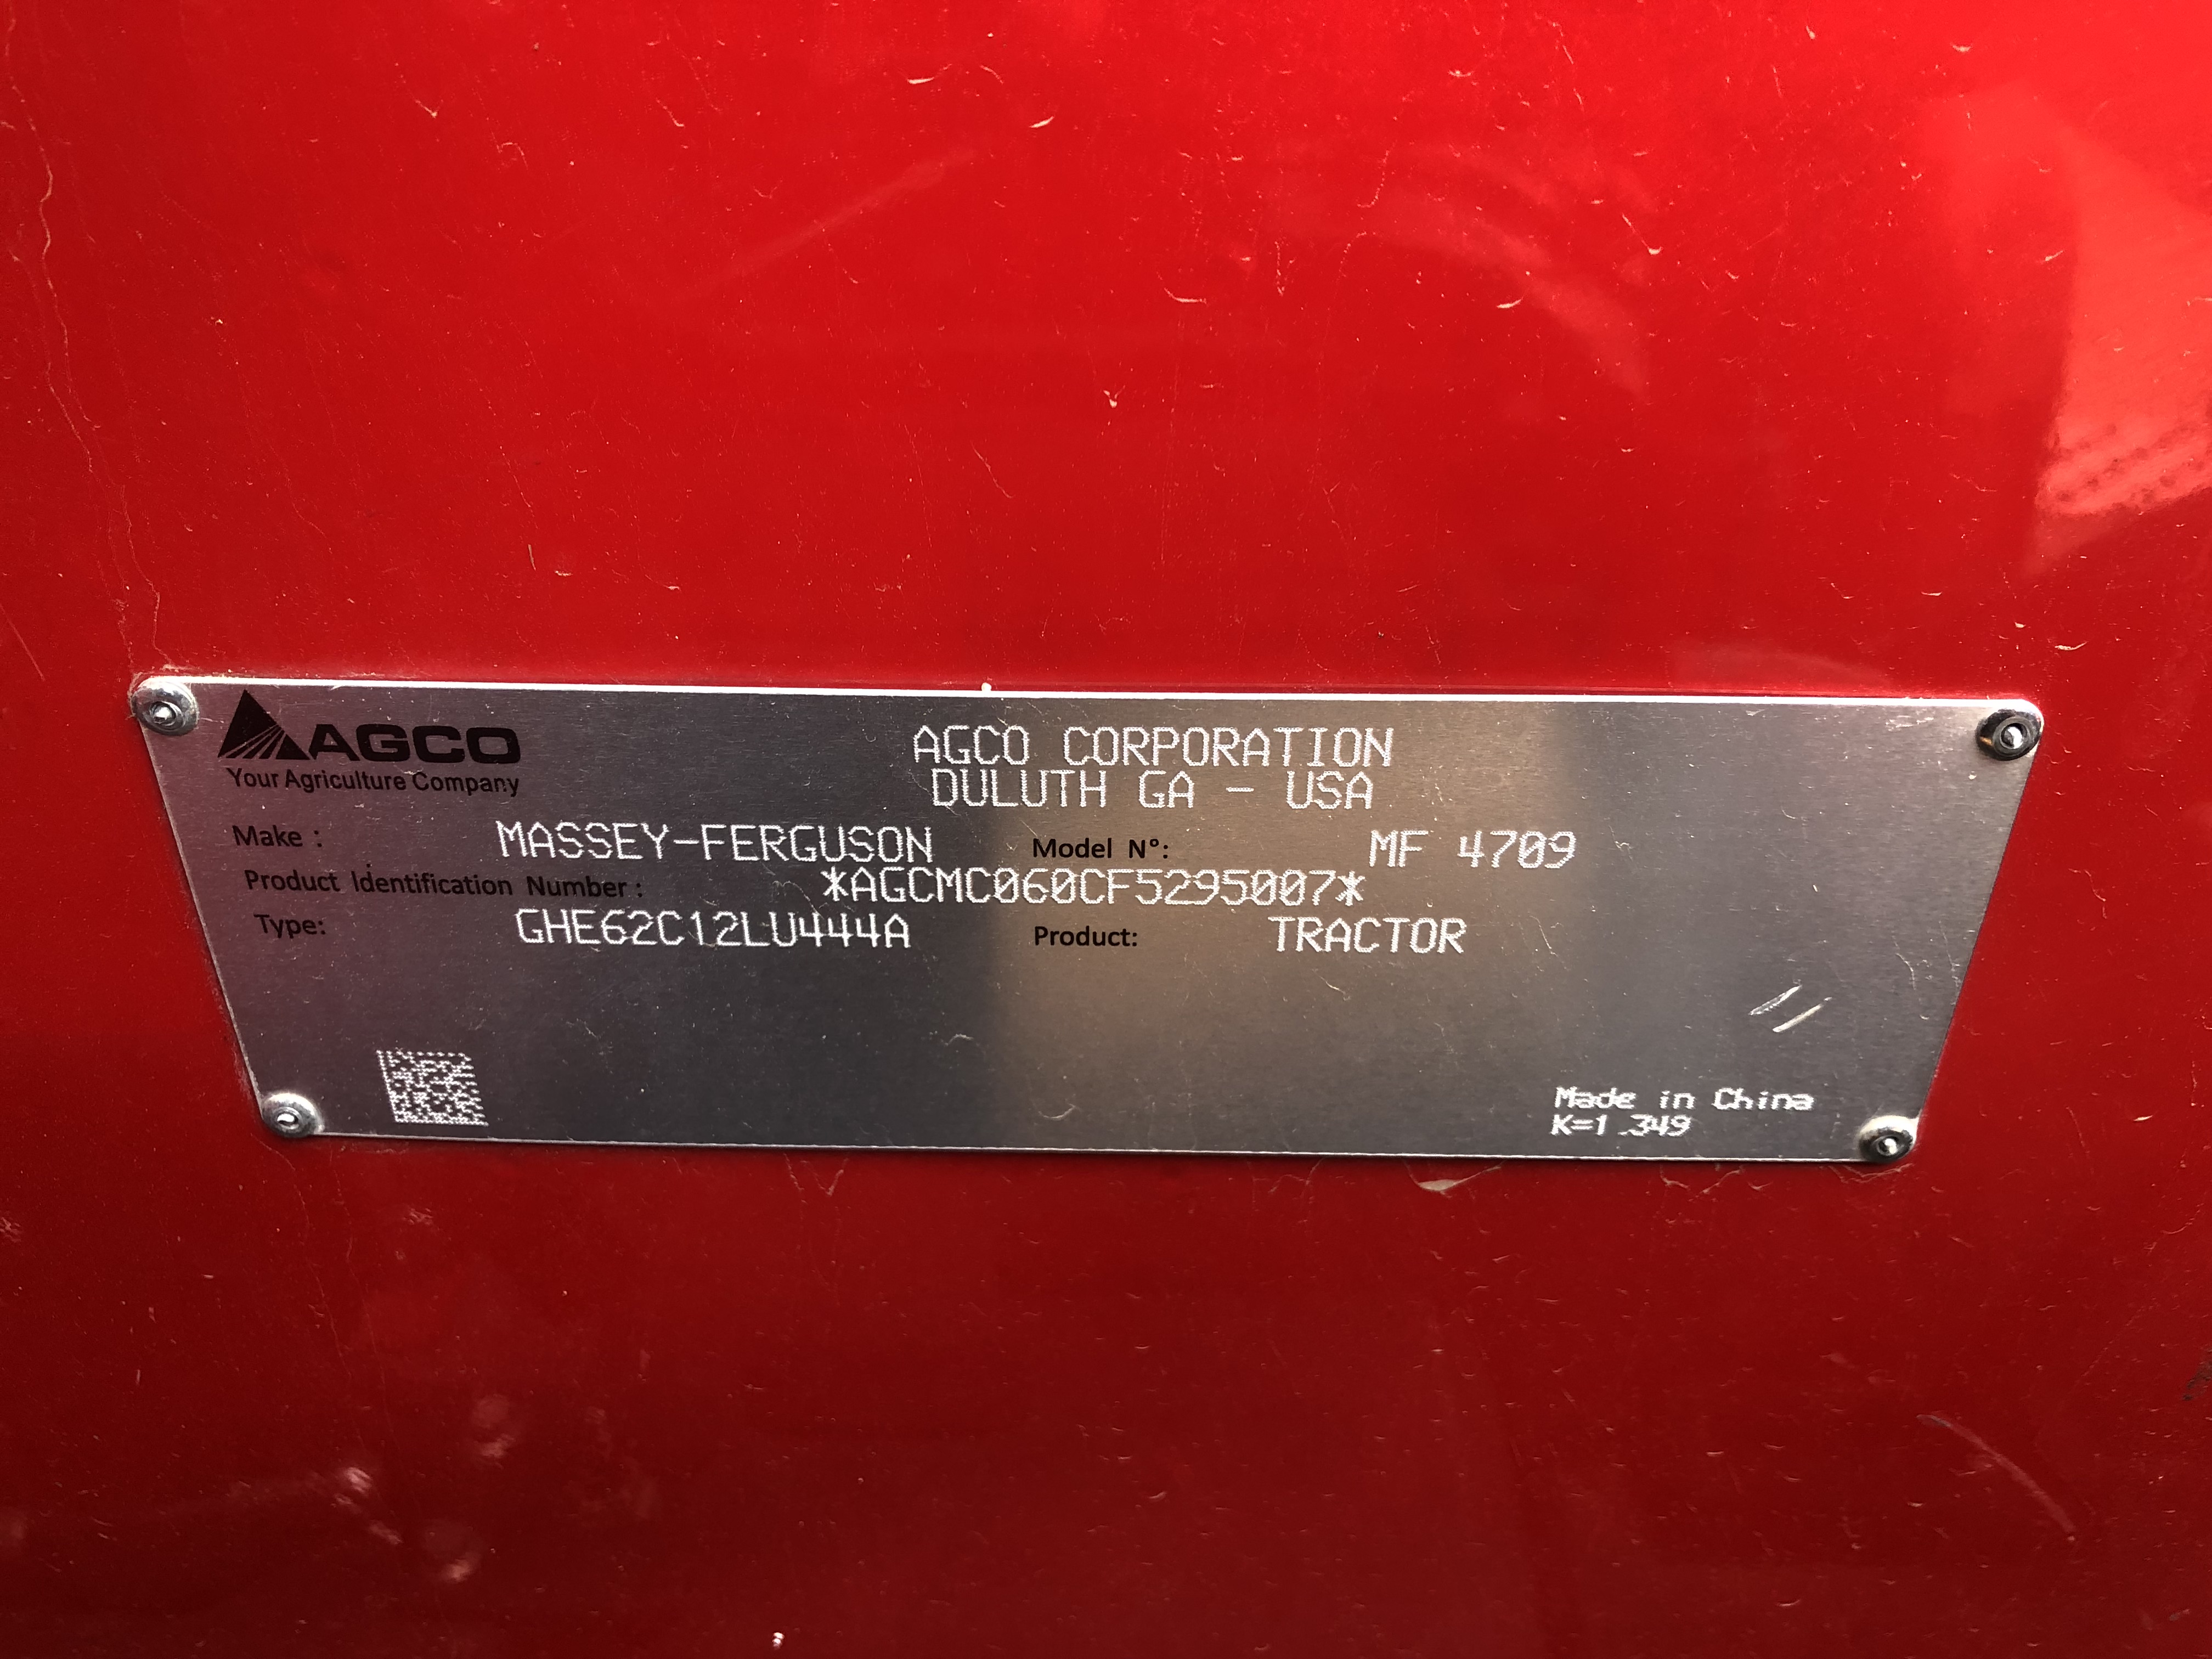 AGCO
Your Agriculture Company
AGCO CORPORATION
DULUTH GA - USA
Make : MASSEY-FERGUSON Model N°: MF 4709
Product Identification Number : *AGCMC060CF5295007*
Type: GHE62C12LU444A Product: TRACTOR
Made in China
K=1.349